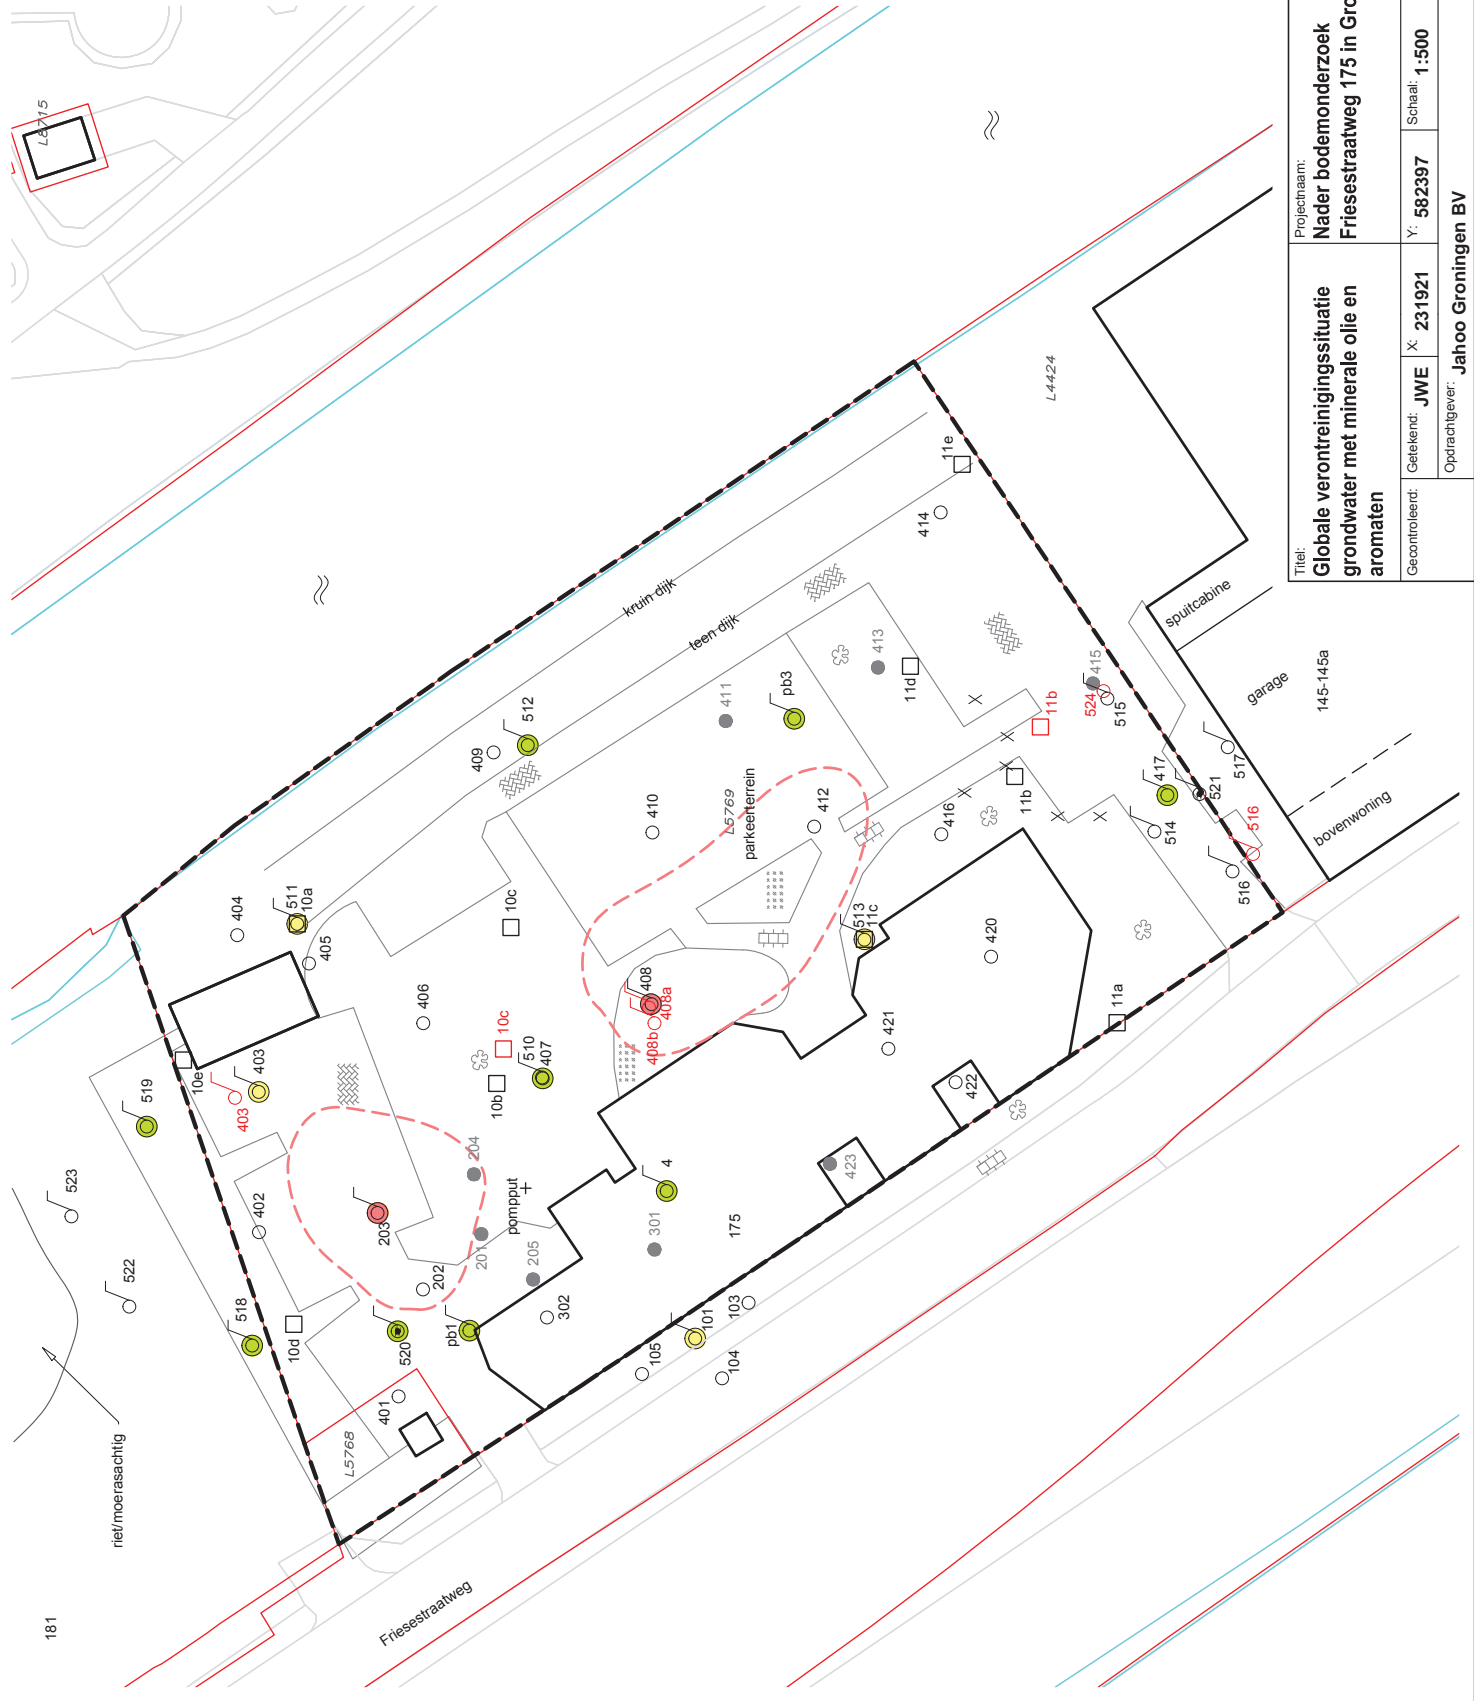 181
riet/moerasachtig
522
523
518
519
10d
402
10e
403
403
L5768
401
520
pb1
202
203
201
204
205
pompput
302
105
101
104
103
301
4
175
Friesestraatweg
404
511
10a
405
406
10c
10c
10b
510
407
408
408a
408b
409
512
410
411
pb3
L5769
parkeerterrein
412
kruin dijk
teen dijk
413
11d
414
11e
513
11c
416
420
421
422
423
11a
11b
11b
X
X
X
X
X
X
415
524
515
417
514
521
517
516
516
spuitcabine
garage
145-145a
bovenwoning
L4424
L8715
Titel:
Globale verontreinigingssituatie
grondwater met minerale olie en
aromaten
Projectnaam:
Nader bodemonderzoek
Friesestraatweg 175 in Gro
Gecontroleerd:
Getekend: JWE
X: 231921
Y: 582397
Schaal: 1:500
Opdrachtgever: Jahoo Groningen BV